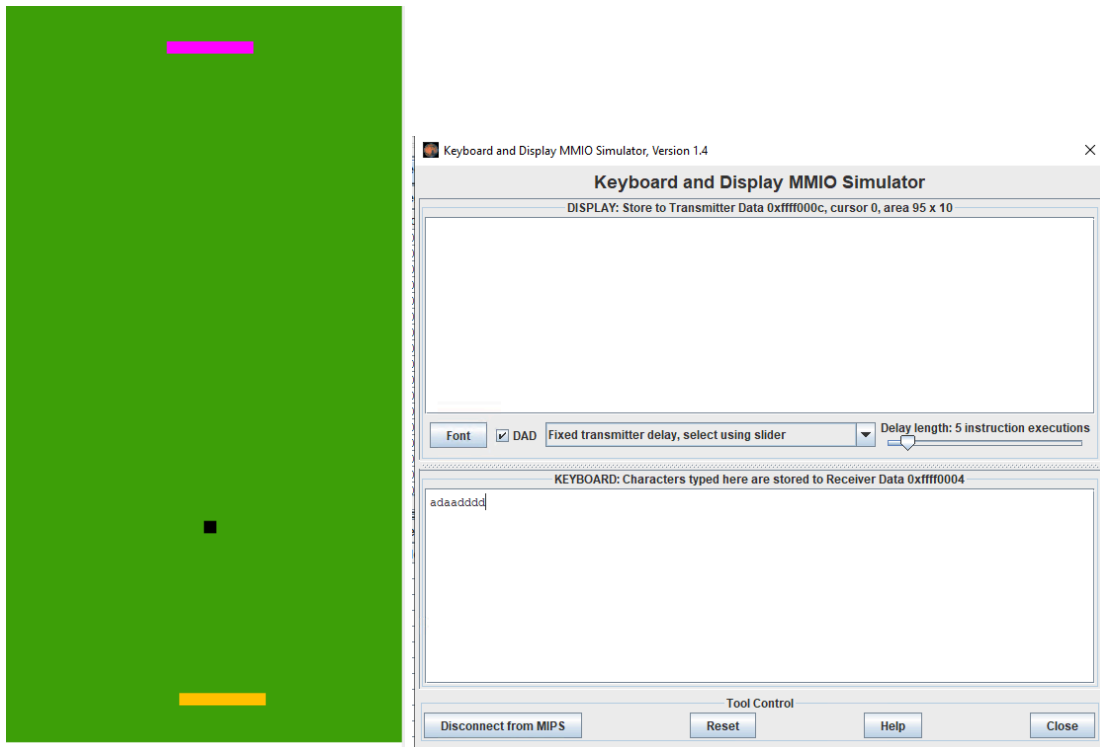 Keyboard and Display MMIO Simulator, Version 1.4
Keyboard and Display MMIO Simulator
DISPLAY: Store to Transmitter Data 0xffff000c, cursor 0, area 95 x 10
Font
DAD
Fixed transmitter delay, select using slider
Delay length: 5 instruction executions
KEYBOARD: Characters typed here are stored to Receiver Data 0xffff0004
adaadddd
Tool Control
Disconnect from MIPS
Reset
Help
Close